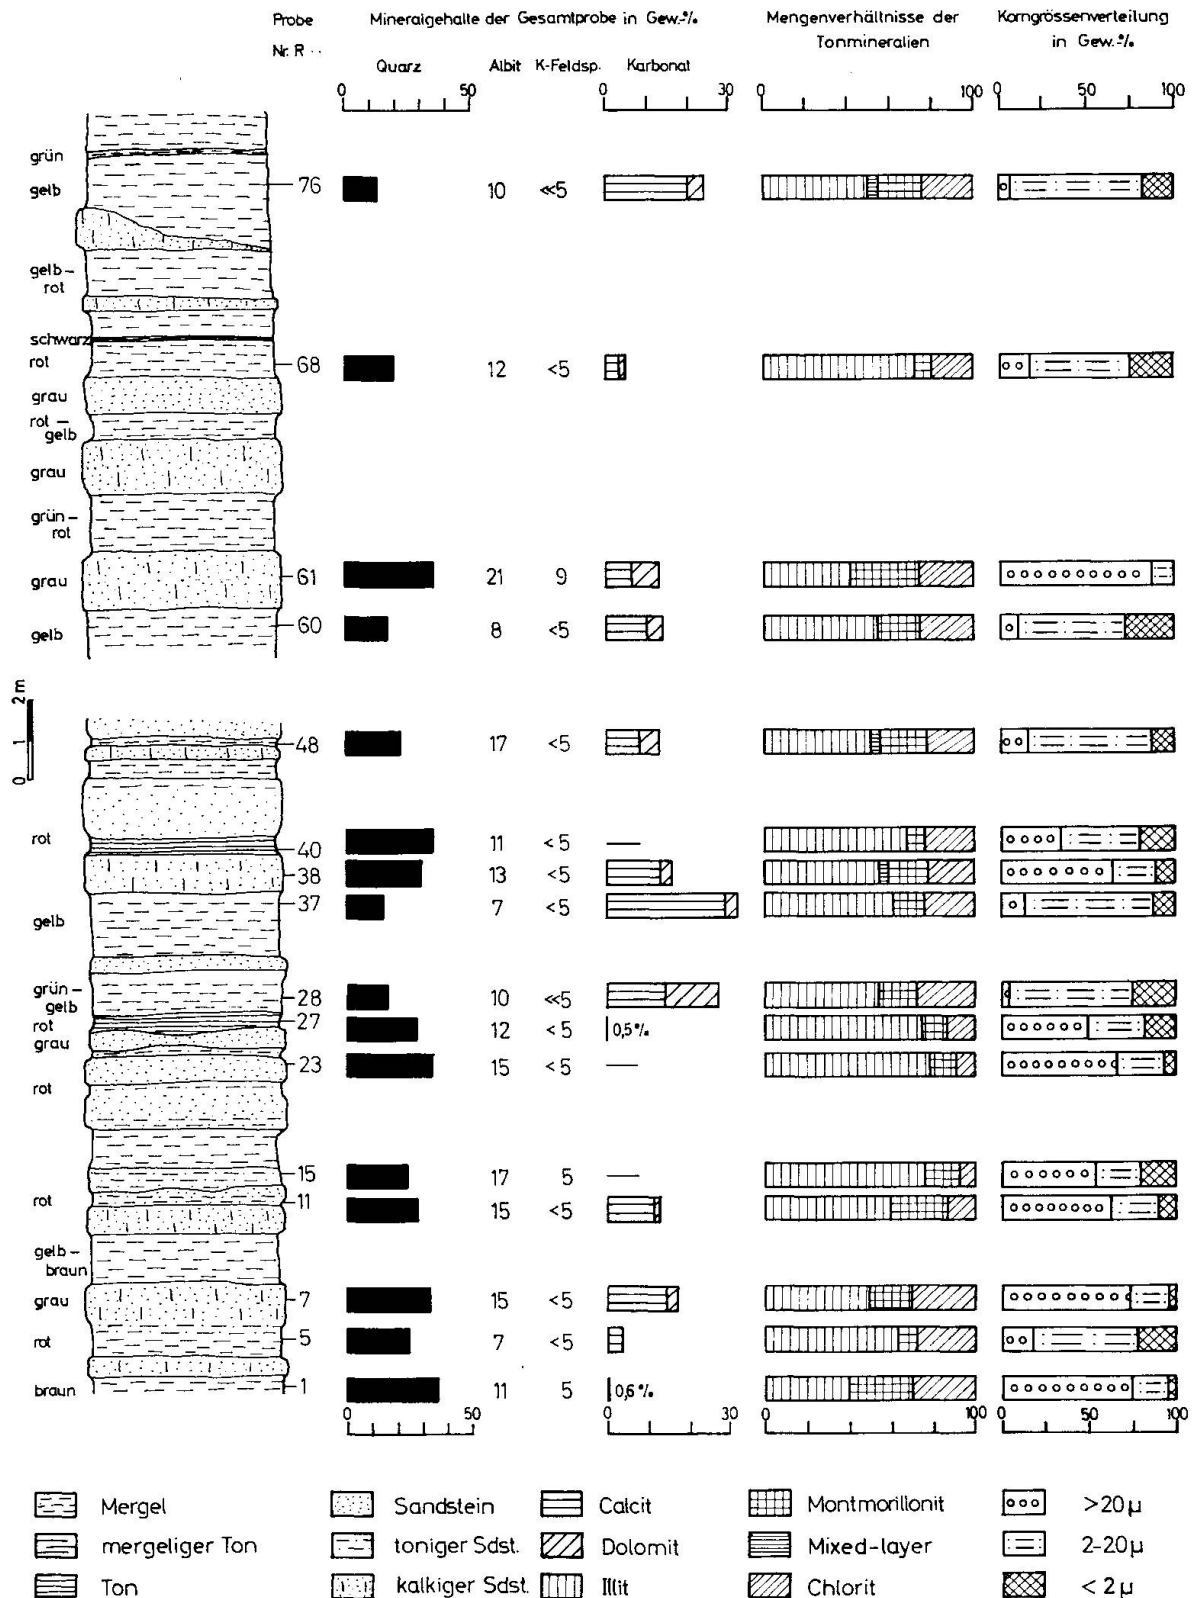 Probe Mineralgehalte der Gesamtprobe in Gew.-% Mengenverhältnisse der Korngrössenverteilung
Nr. R ·· Tonmineralien in Gew.-%
Quarz Albit K-Feldsp. Karbonat
0 50 0 30 0 100 0 100
grün
gelb 76 10 ≪5
gelb-
rot
schwarz
rot 68 12 <5
grau
rot-
gelb
grau
grün-
rot
grau 61 21 9
gelb 60 8 <5
2m
1
0
48 17 <5
rot 40 11 <5 —
38 13 <5
37 7 <5
gelb
grün-
gelb 28 10 ≪5
rot 27 12 <5 0,5 %
grau
23 15 <5 —
rot
15 17 5 —
rot 11 15 <5
gelb-
braun
grau 7 15 <5
rot 5 7 <5
braun 1 11 5 0,6 %
0 50 0 30 0 100 0 50 100
Mergel Sandstein Calcit Montmorillonit >20µ
mergeliger Ton toniger Sdst. Dolomit Mixed-layer 2-20µ
Ton kalkiger Sdst. Illit Chlorit <2µ